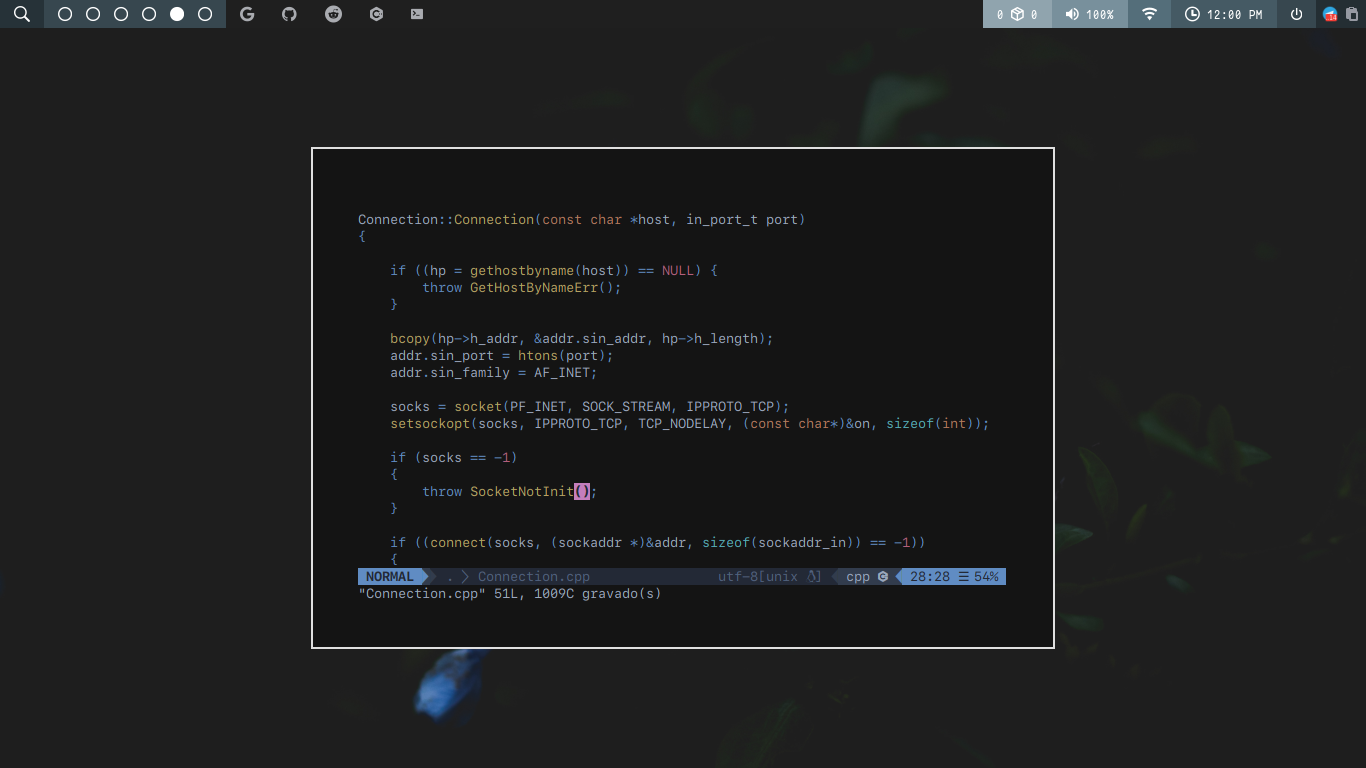 0 0 100% 12:00 PM 14
Connection::Connection(const char *host, in_port_t port)
{
if ((hp = gethostbyname(host)) == NULL) {
throw GetHostByNameErr();
}
bcopy(hp->h_addr, &addr.sin_addr, hp->h_length);
addr.sin_port = htons(port);
addr.sin_family = AF_INET;
socks = socket(PF_INET, SOCK_STREAM, IPPROTO_TCP);
setsockopt(socks, IPPROTO_TCP, TCP_NODELAY, (const char*)&on, sizeof(int));
if (socks == -1)
{
throw SocketNotInit();
}
if ((connect(socks, (sockaddr *)&addr, sizeof(sockaddr_in)) == -1))
{
NORMAL . Connection.cpp utf-8[unix ] cpp 28:28 ☰ 54%
"Connection.cpp" 51L, 1009C gravado(s)